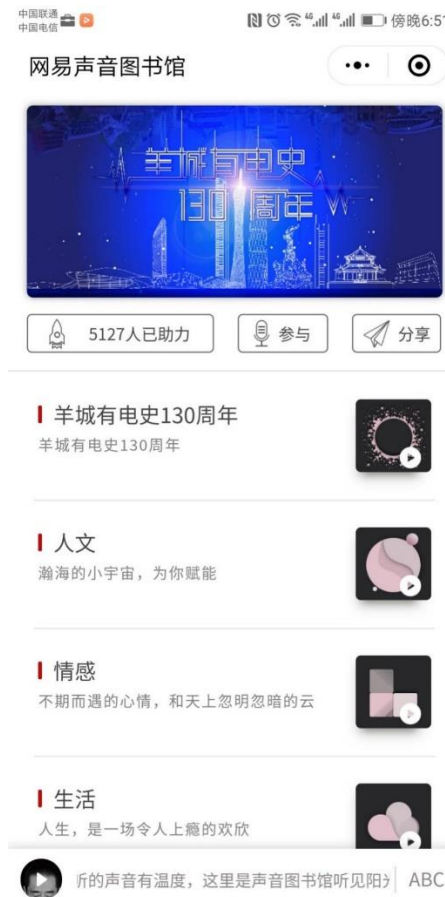 中国联通
中国电信
傍晚6:51
网易声音图书馆
羊城有电史
130周年
5127人已助力
参与
分享
羊城有电史130周年
羊城有电史130周年
人文
瀚海的小宇宙，为你赋能
情感
不期而遇的心情，和天上忽明忽暗的云
生活
人生，是一场令人上瘾的欢欣
听的声音有温度，这里是声音图书馆听见阳
ABC